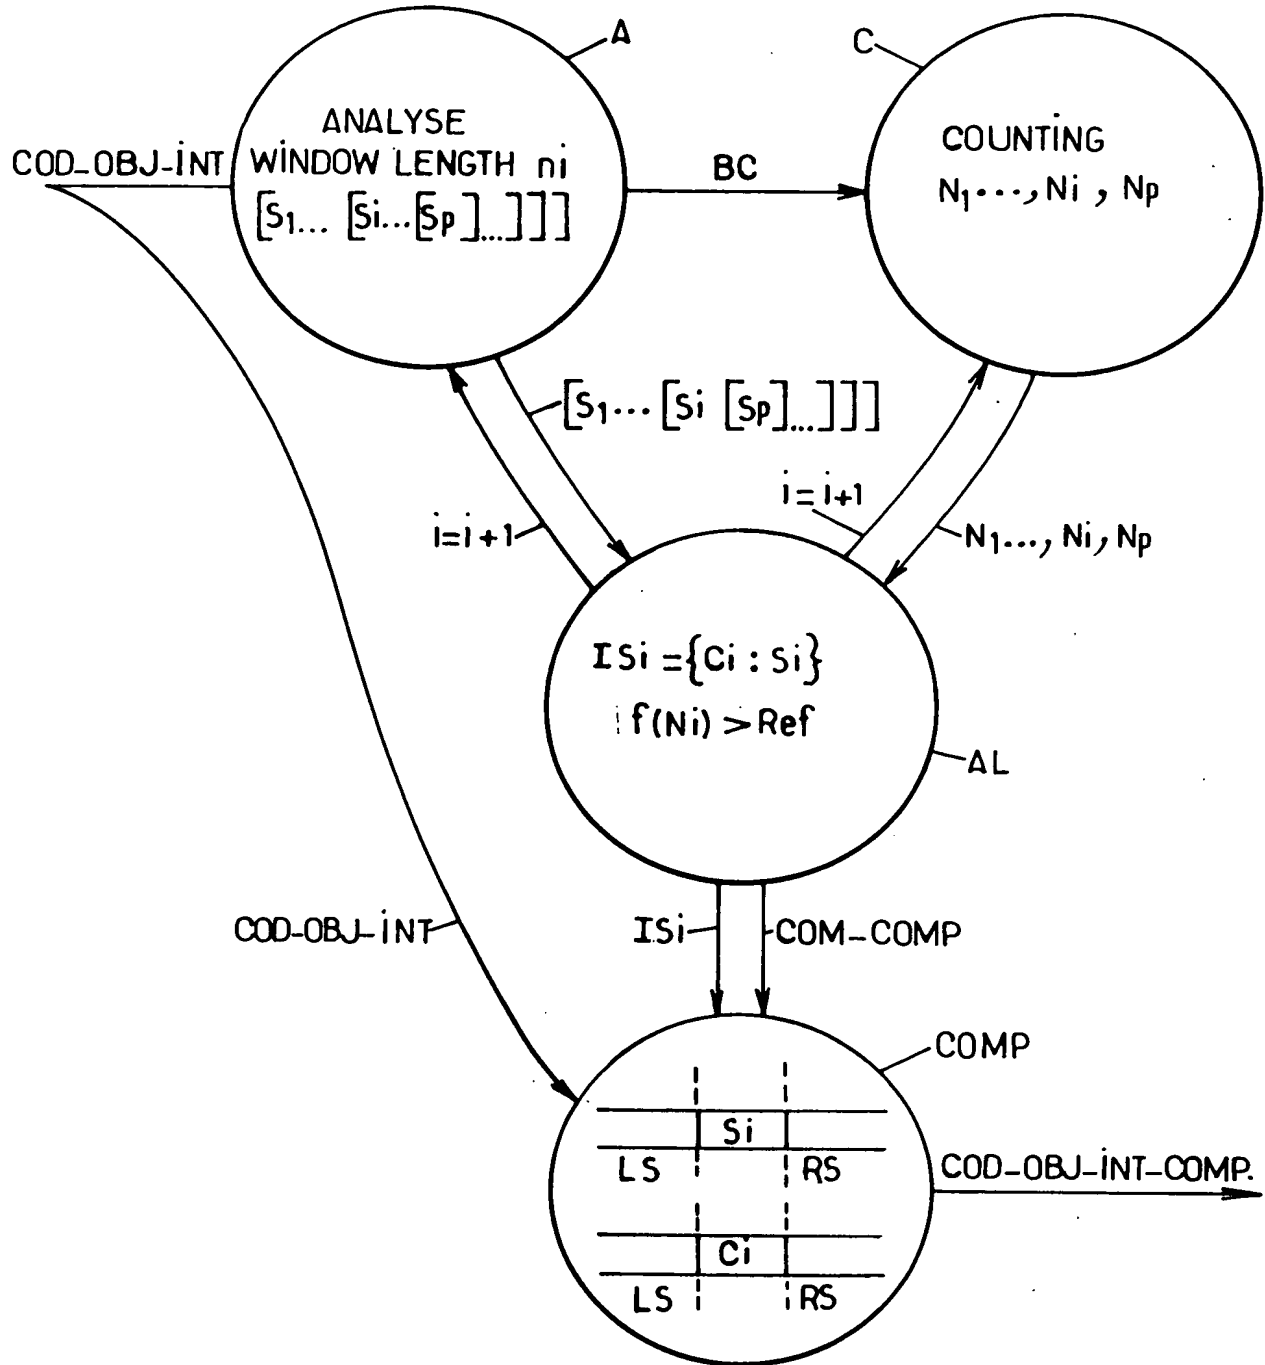 A
C
ANALYSE
WINDOW LENGTH ni
[S1... [Si...[Sp]...]]]
COD_OBJ-INT
BC
COUNTING
N1...,Ni , Np
[S1... [Si [Sp]...]]]
i=i+1
i=i+1
N1...,Ni,Np
ISi={Ci : Si}
f(Ni) > Ref
AL
COD-OBJ-INT
ISi
COM-COMP
COMP
Si
LS
RS
COD-OBJ-INT-COMP.
Ci
LS
RS